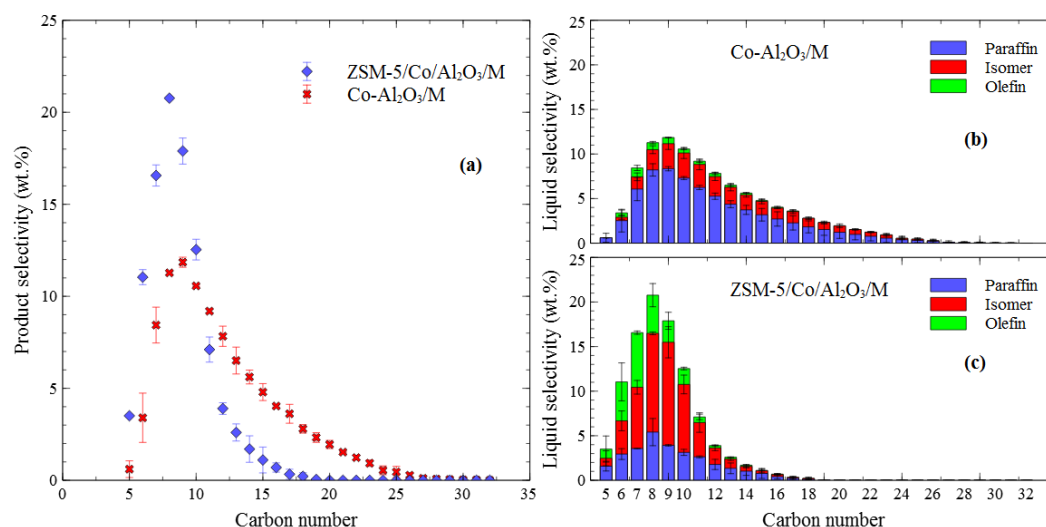 25
20
15
10
5
0
0 5 10 15 20 25 30 35
Product selectivity (wt.%)
Carbon number
ZSM-5/Co/Al₂O₃/M
Co-Al₂O₃/M
(a)
25
20
15
10
5
0
Liquid selectivity (wt.%)
Co-Al₂O₃/M
Paraffin
Isomer
Olefin
(b)
25
20
15
10
5
0
Liquid selectivity (wt.%)
ZSM-5/Co/Al₂O₃/M
Paraffin
Isomer
Olefin
(c)
5 6 7 8 9 10 12 14 16 18 20 22 24 26 28 30 32
Carbon number